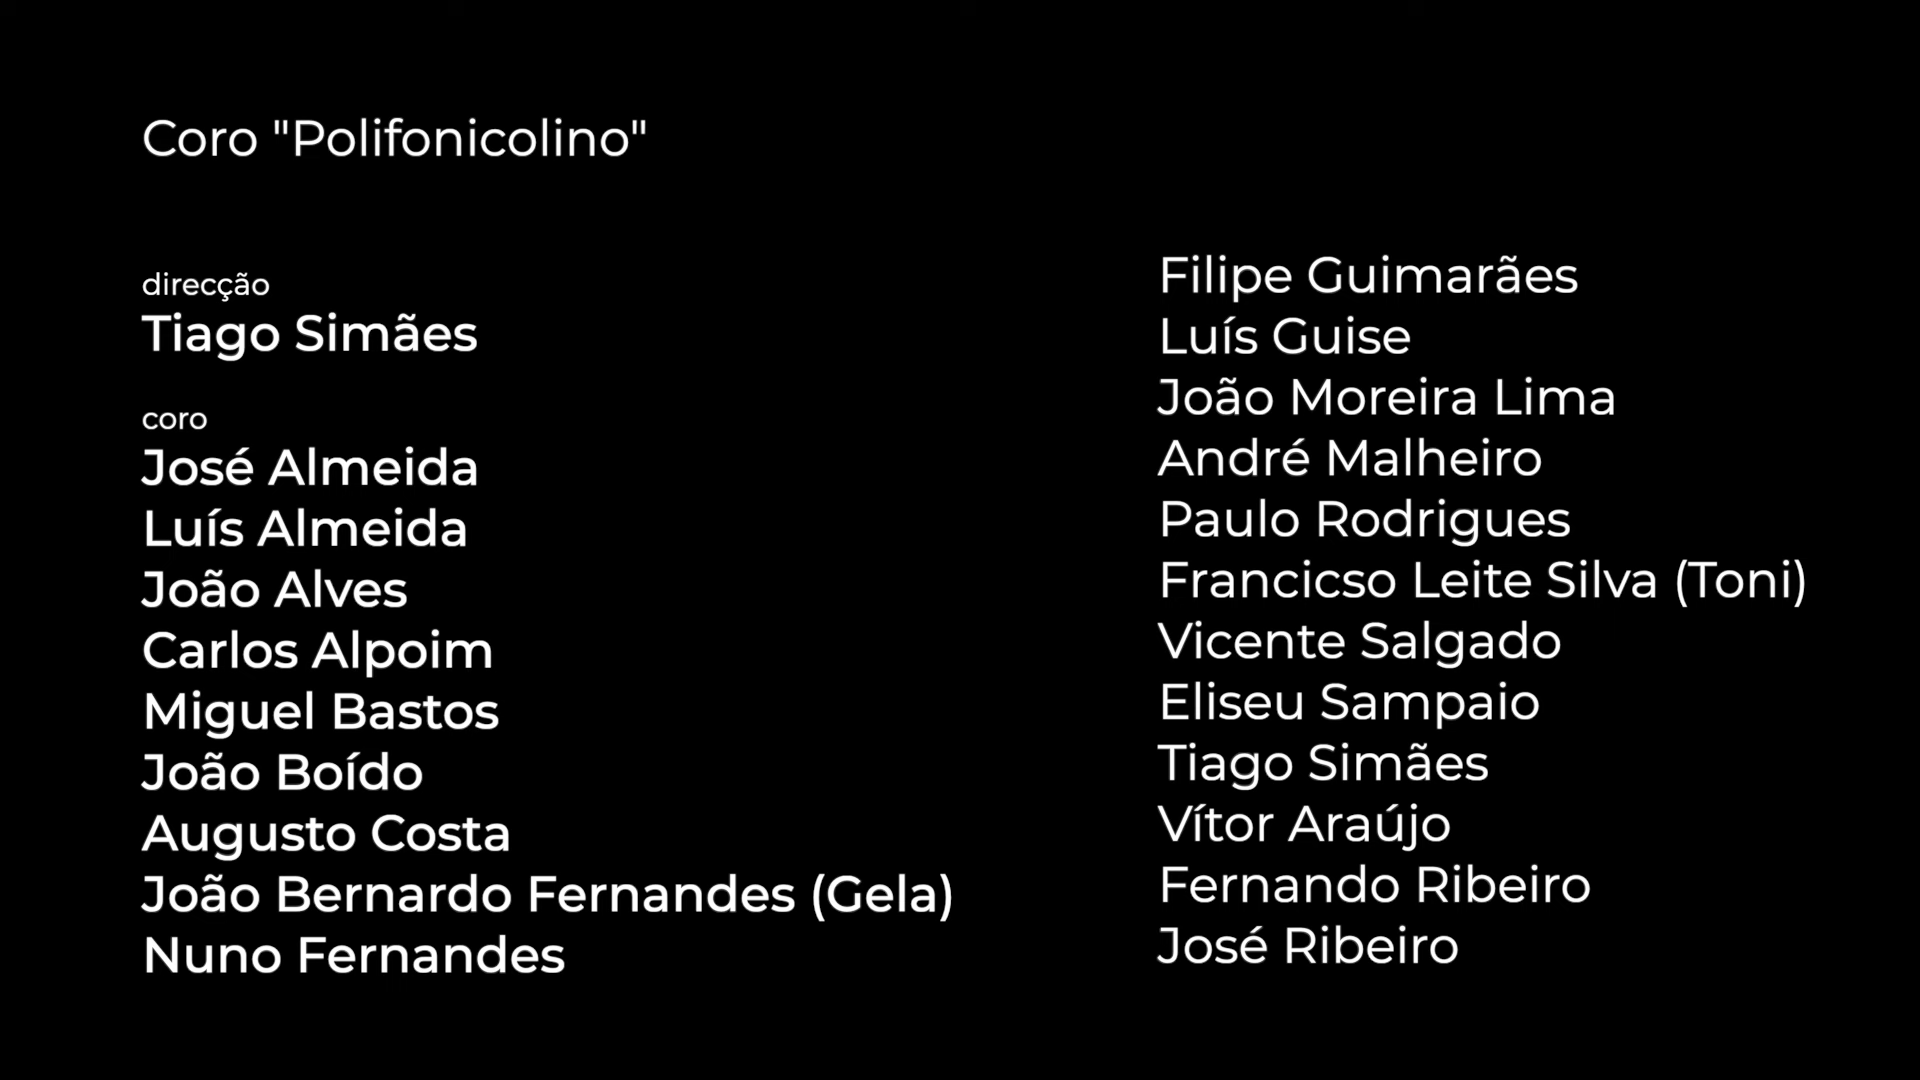 Coro "Polifonicolino"
direcção
Tiago Simães
coro
José Almeida
Luís Almeida
João Alves
Carlos Alpoim
Miguel Bastos
João Boído
Augusto Costa
João Bernardo Fernandes (Gela)
Nuno Fernandes
Filipe Guimarães
Luís Guise
João Moreira Lima
André Malheiro
Paulo Rodrigues
Francicso Leite Silva (Toni)
Vicente Salgado
Eliseu Sampaio
Tiago Simães
Vítor Araújo
Fernando Ribeiro
José Ribeiro